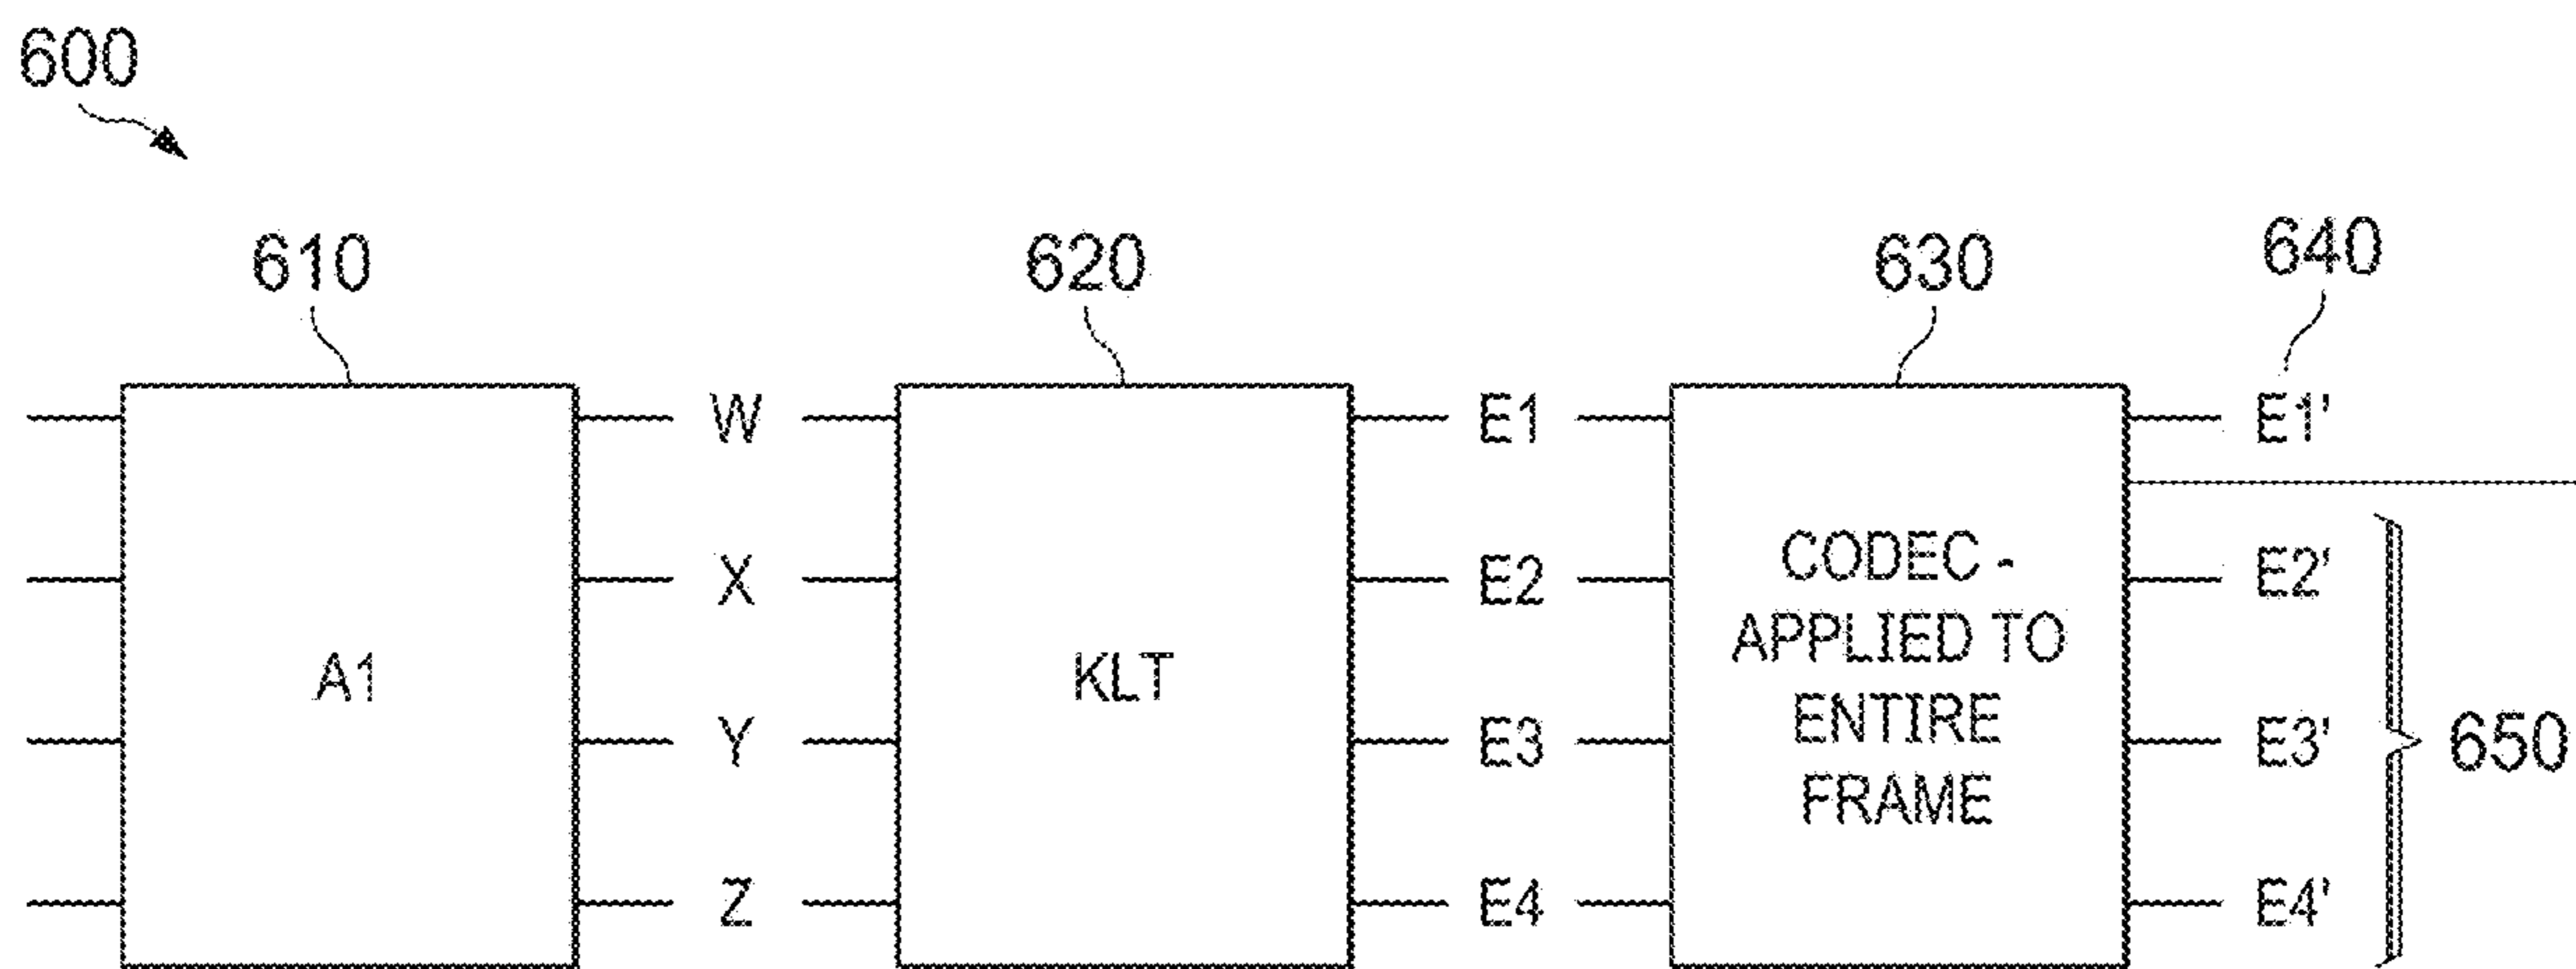 600
610
620
630
640
W
E1
E1'
X
E2
E2'
A1
KLT
CODEC -
APPLIED TO
ENTIRE
FRAME
Y
E3
E3'
650
Z
E4
E4'